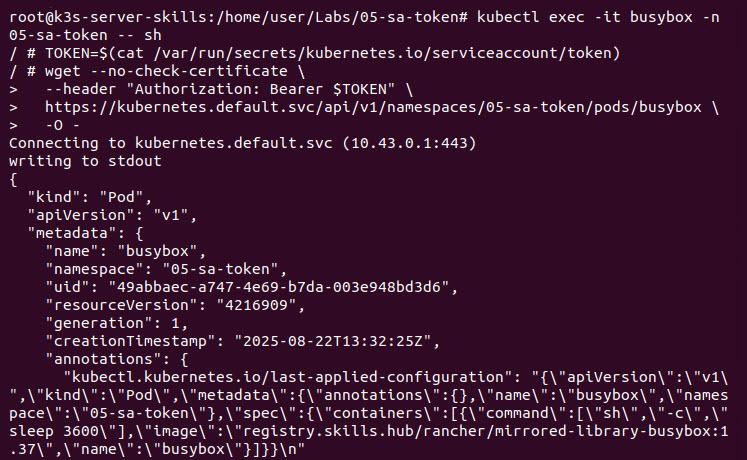 root@k3s-server-skills:/home/user/Labs/05-sa-token# kubectl exec -it busybox -n
05-sa-token -- sh
/ # TOKEN=$(cat /var/run/secrets/kubernetes.io/serviceaccount/token)
/ # wget --no-check-certificate \
>   --header "Authorization: Bearer $TOKEN" \
>   https://kubernetes.default.svc/api/v1/namespaces/05-sa-token/pods/busybox \
>   -O -
Connecting to kubernetes.default.svc (10.43.0.1:443)
writing to stdout
{
  "kind": "Pod",
  "apiVersion": "v1",
  "metadata": {
    "name": "busybox",
    "namespace": "05-sa-token",
    "uid": "49abbaec-a747-4e69-b7da-003e948bd3d6",
    "resourceVersion": "4216909",
    "generation": 1,
    "creationTimestamp": "2025-08-22T13:32:25Z",
    "annotations": {
      "kubectl.kubernetes.io/last-applied-configuration": "{\"apiVersion\":\"v1\
",\"kind\":\"Pod\",\"metadata\":{\"annotations\":{},\"name\":\"busybox\",\"names
pace\":\"05-sa-token\"},\"spec\":{\"containers\":[{\"command\":[\"sh\",\"-c\",\"
sleep 3600\"],\"image\":\"registry.skills.hub/rancher/mirrored-library-busybox:1
.37\",\"name\":\"busybox\"}]}}\n"